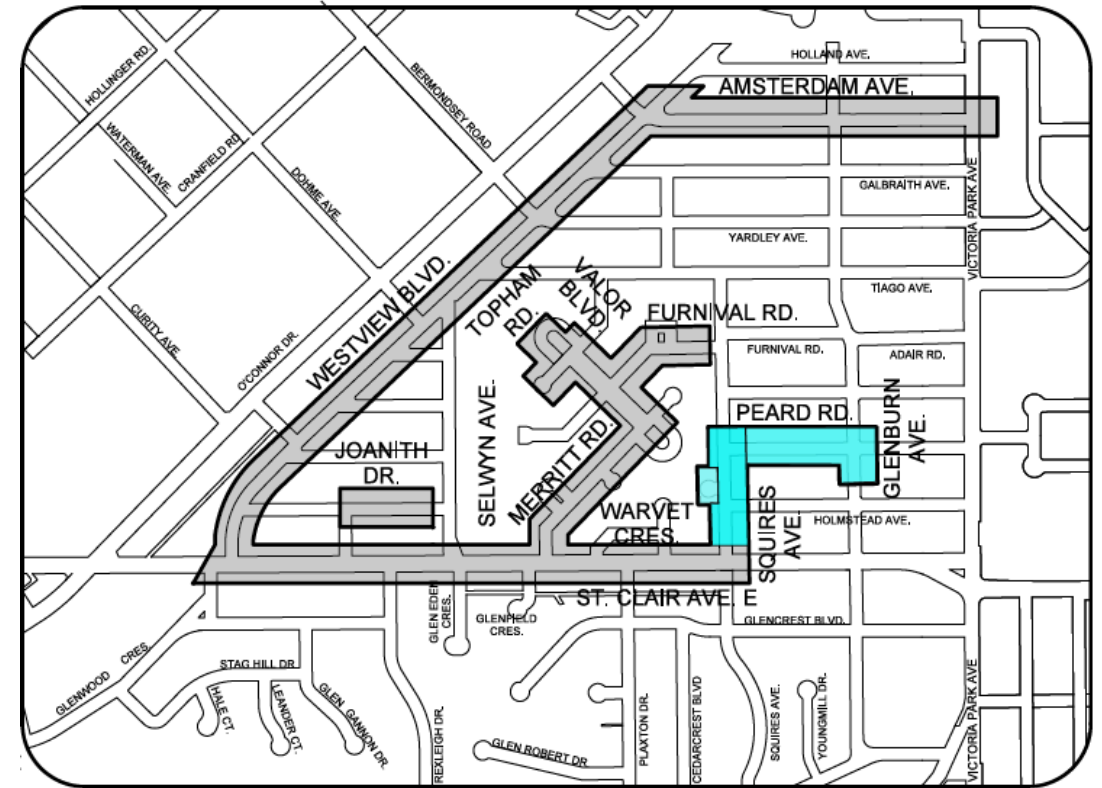 HOLLAND AVE.
HOLLINGER RD.
BERMONDSEY ROAD
AMSTERDAM AVE.
WATERMAN AVE.
CRANFIELD RD
DOHME AVE.
GALBRAITH AVE.
VICTORIA PARK AVE
YARDLEY AVE.
WESTVIEW BLVD.
TOPHAM
RD.
VALOR
BLVD.
TIAGO AVE.
CURITY AVE
O'CONNOR DR.
FURNIVAL RD.
FURNIVAL RD.
ADAIR RD.
SELWYN AVE.
PEARD RD.
GLENBURN
AVE.
JOANITH
DR.
MERRITT RD.
WARVET
CRES.
SQUIRES
AVE.
HOLMSTEAD AVE.
ST. CLAIR AVE. E
GLEN EDEN
CRES.
GLENFIELD
CRES.
GLENCREST BLVD.
GLENWOOD CRES.
STAG HILL DR
HALE CT.
LEANDER CT.
GLEN GANNON DR.
REXLEIGH DR.
GLEN ROBERT DR
PLAXTON DR.
CEDARCREST BLVD
SQUIRES AVE.
YOUNGMILL DR.
VICTORIA PARK AVE